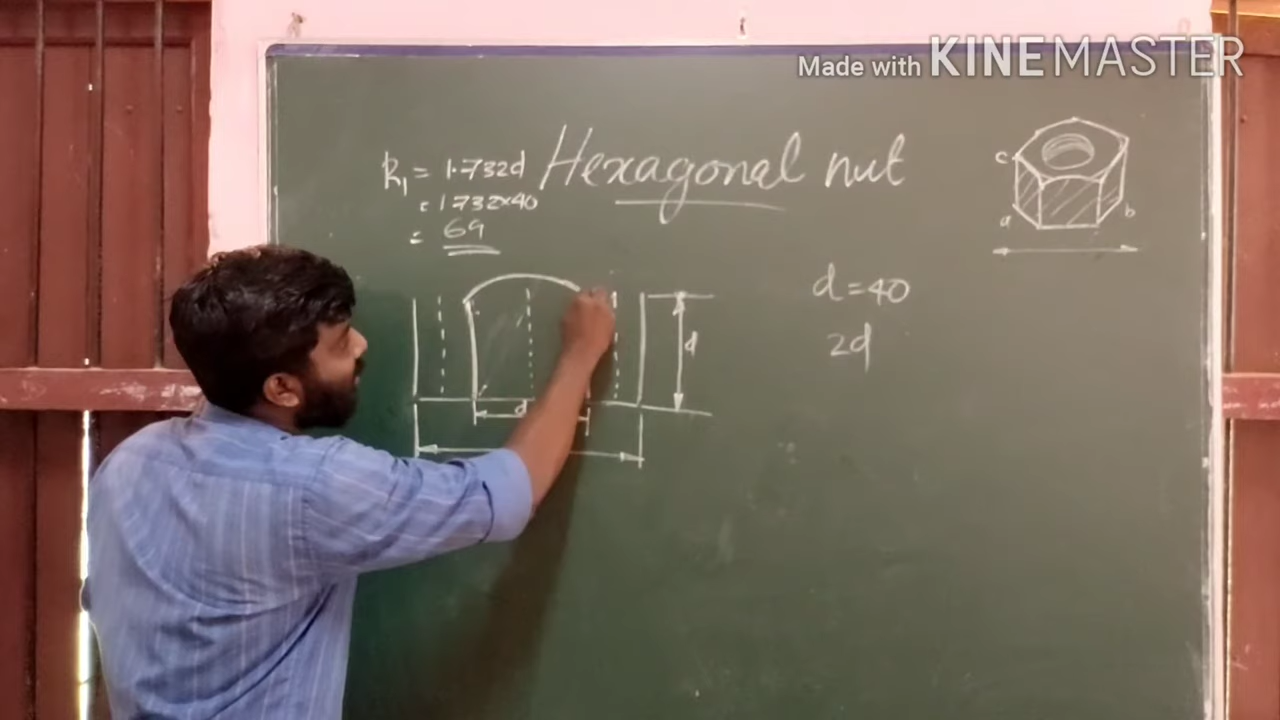 Made with KINEMASTER
Hexagonal nut
R₁ = 1.732d
= 1.732×40
= 69
c
a
b
d = 40
2d
d
d